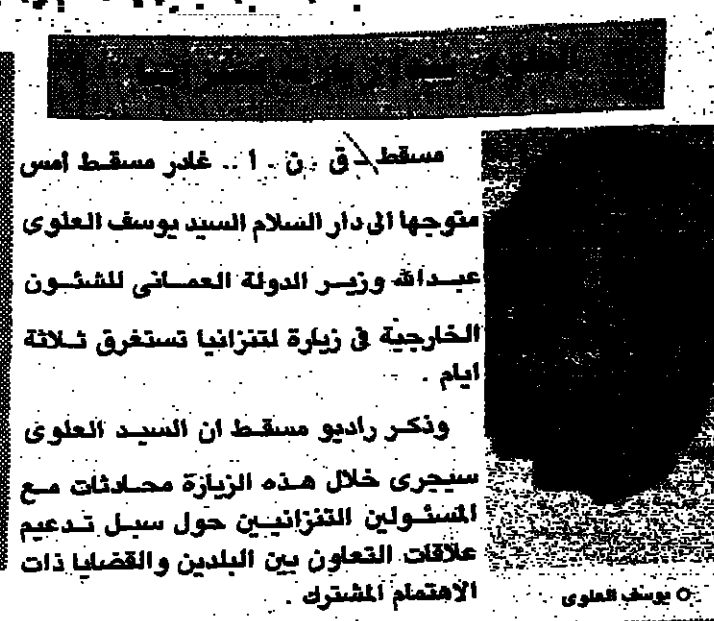 مسقط ـ ق . ن . ا .. غادر مسقط أمس
متوجها الى دار السلام السيد يوسف العلوى
عبدالله وزير الدولة العمانى للشئون
الخارجية فى زيارة لتنزانيا تستغرق ثلاثة
ايام .
وذكر راديو مسقط ان السيد العلوى
سيجرى خلال هذه الزيارة محادثات مع
المسئولين التنزانيين حول سبل تدعيم
علاقات التعاون بين البلدين والقضايا ذات
الاهتمام المشترك .
○ يوسف العلوى